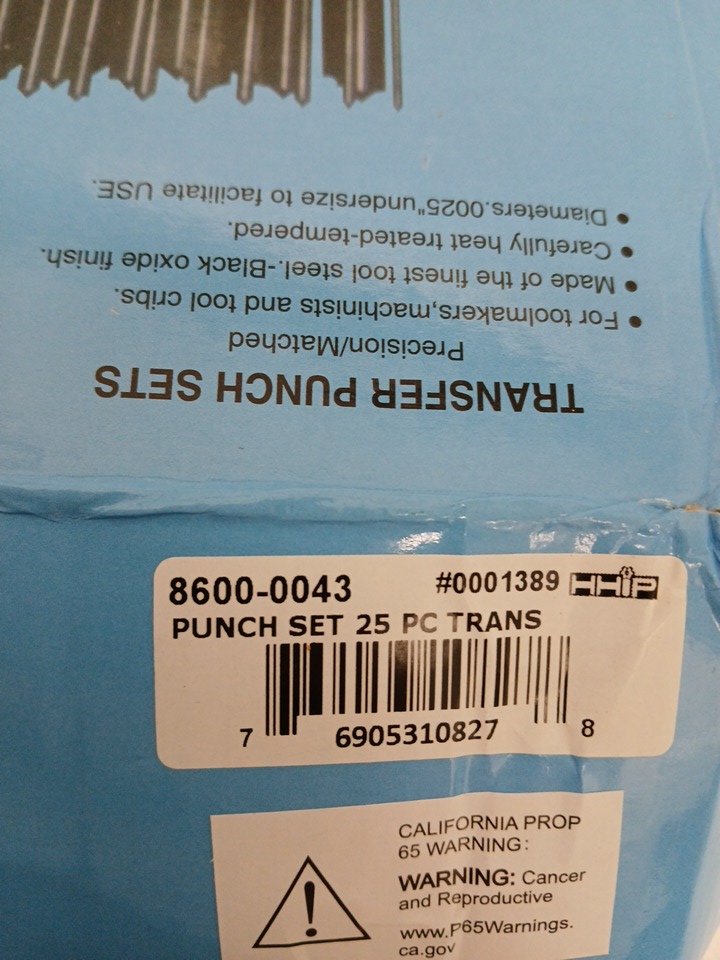 TRANSFER PUNCH SETS
Precision/Matched
• For toolmakers,machinists and tool cribs.
• Made of the finest tool steel.-Black oxide finish.
• Carefully heat treated-tempered.
• Diameters.0025"undersize to facilitate USE.
8600-0043 #0001389 HHIP
PUNCH SET 25 PC TRANS
7 6905310827 8
CALIFORNIA PROP
65 WARNING:
WARNING: Cancer
and Reproductive
www.P65Warnings.
ca.gov